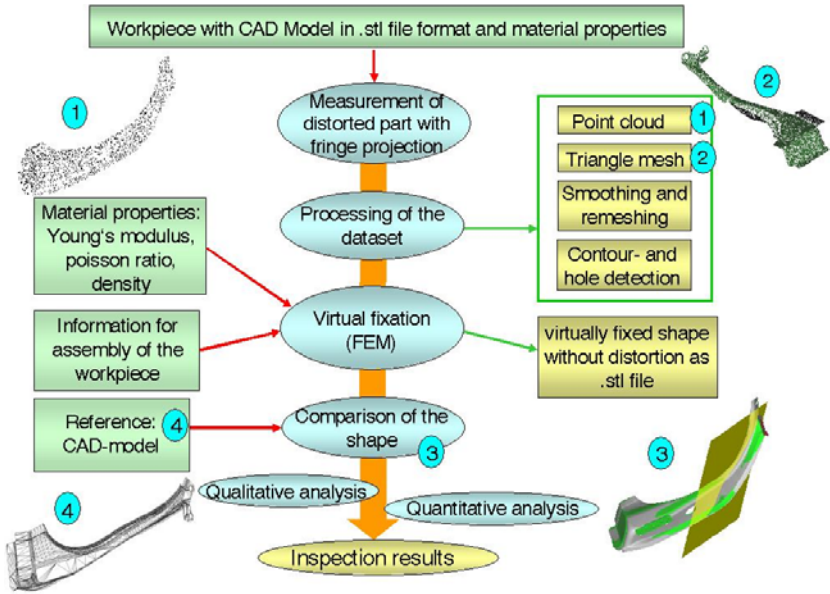 Workpiece with CAD Model in .stl file format and material properties
1
2
Measurement of
distorted part with
fringe projection
Point cloud 1
Triangle mesh 2
Smoothing and
remeshing
Contour- and
hole detection
Processing of the
dataset
Material properties:
Young's modulus,
poisson ratio,
density
Virtual fixation
(FEM)
Information for
assembly of the
workpiece
virtually fixed shape
without distortion as
.stl file
Reference:
CAD-model
4
Comparison of the
shape
3
3
4
Qualitative analysis
Quantitative analysis
Inspection results